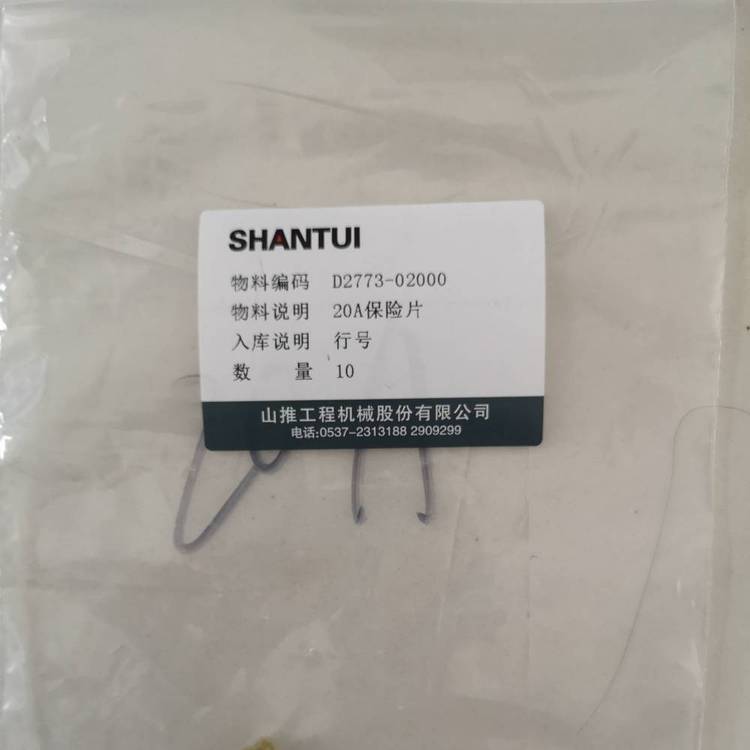 SHANTUI
物料编码 D2773-02000
物料说明 20A保险片
入库说明 行号
数 量 10
山推工程机械股份有限公司
电话:0537-2313188 2909299